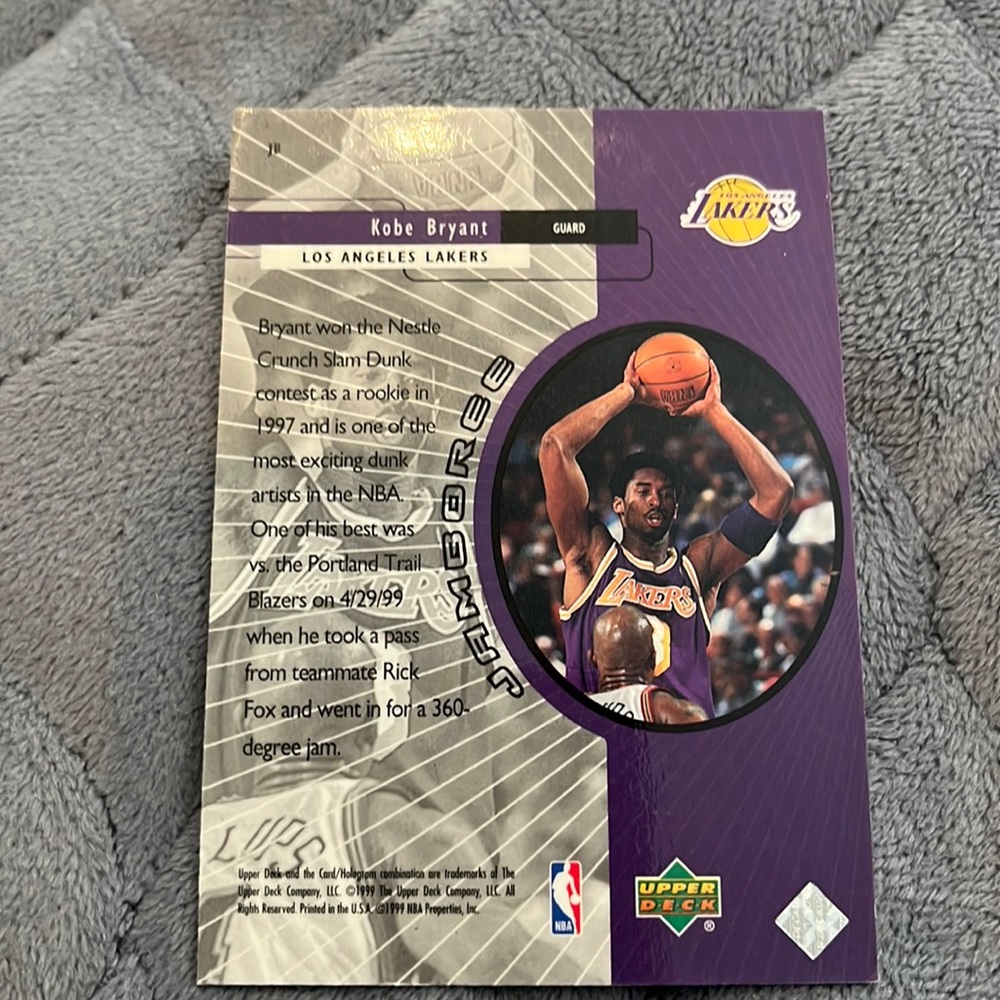 J8
Kobe Bryant GUARD
LOS ANGELES LAKERS
LOS ANGELES
LAKERS
Bryant won the Nestle
Crunch Slam Dunk
contest as a rookie in
1997 and is one of the
most exciting dunk
artists in the NBA.
One of his best was
vs. the Portland Trail
Blazers on 4/29/99
when he took a pass
from teammate Rick
Fox and went in for a 360-
degree jam.
JAMBOREE
LAKERS
Upper Deck and the Card/Hologram combination are trademarks of The
Upper Deck Company, LLC. ©1999 The Upper Deck Company, LLC. All
Rights Reserved. Printed in the U.S.A. ©1999 NBA Properties, Inc.
NBA
UPPER
DECK
®